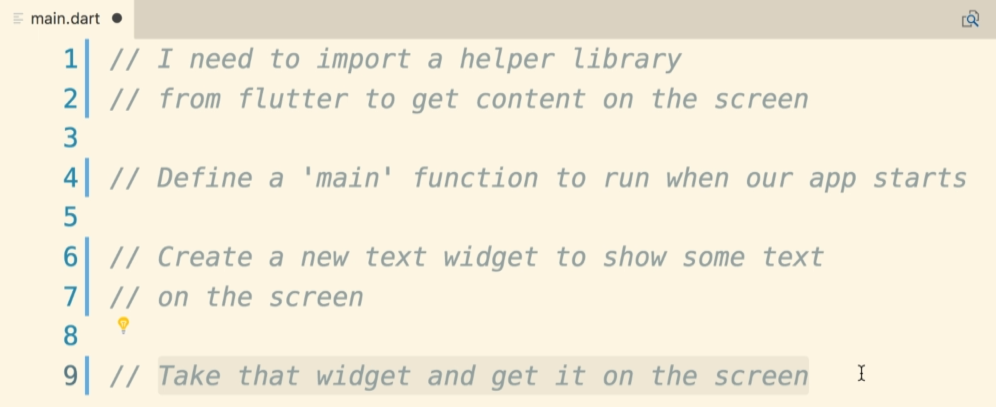 main.dart
1 // I need to import a helper library
2 // from flutter to get content on the screen
3
4 // Define a 'main' function to run when our app starts
5
6 // Create a new text widget to show some text
7 // on the screen
8
9 // Take that widget and get it on the screen